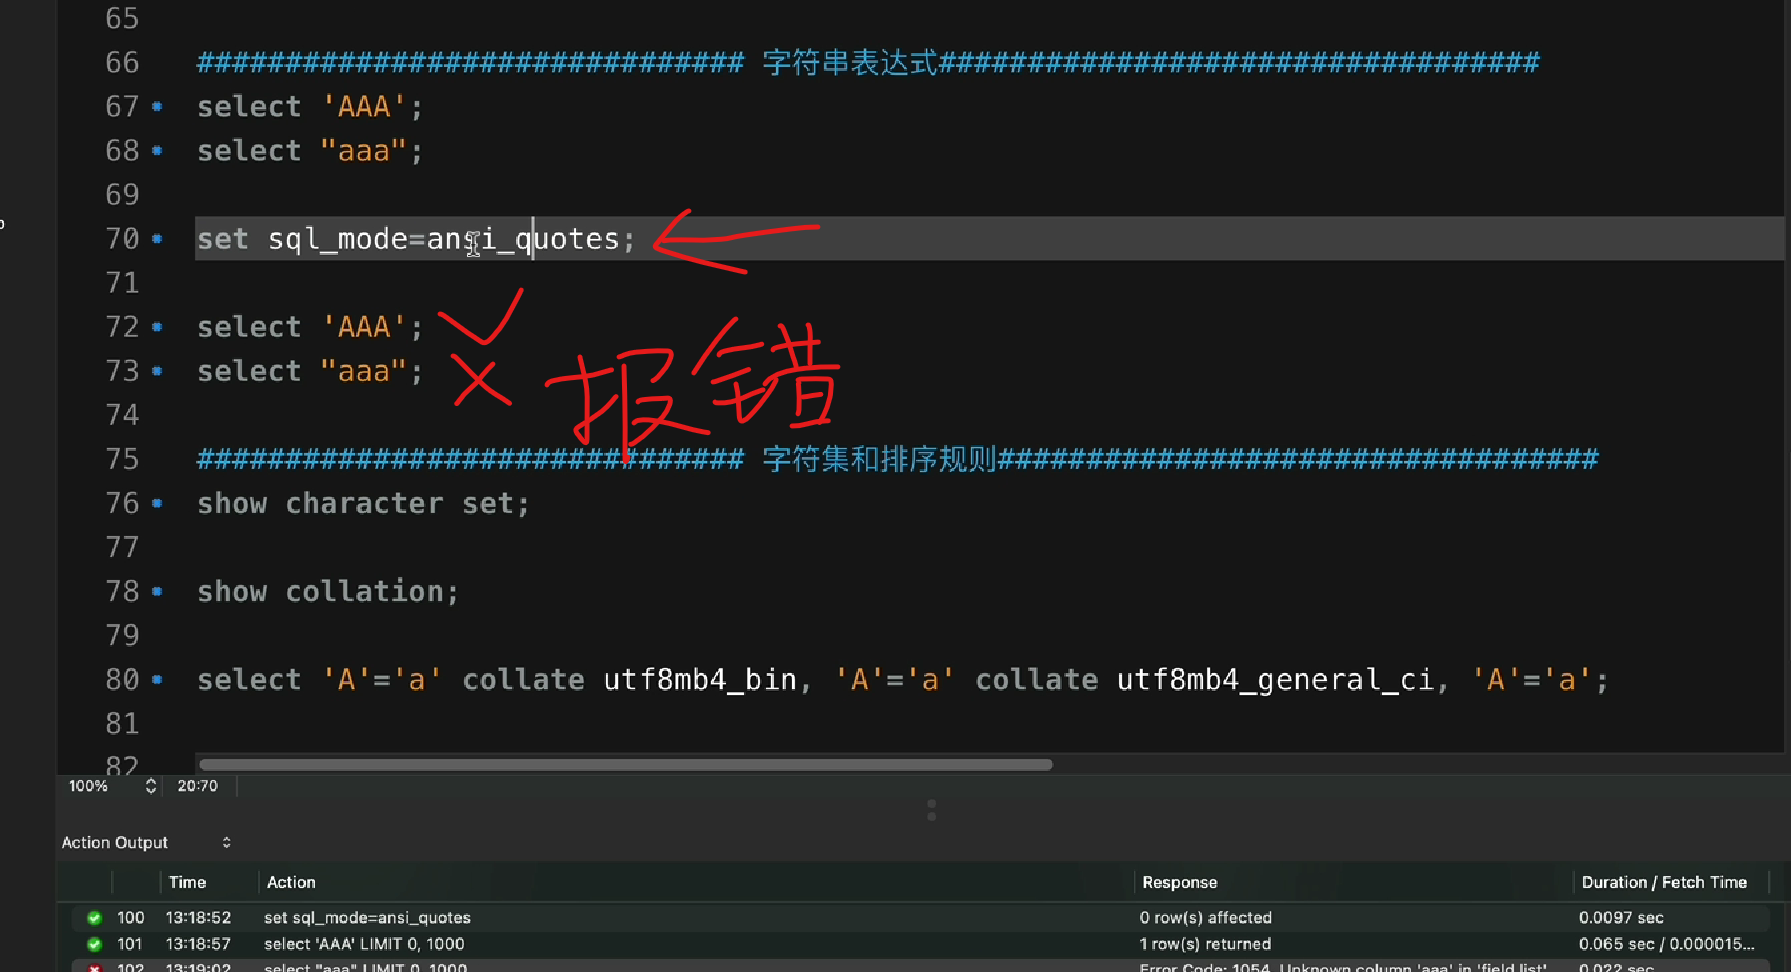 65
66 ############################### 字符串表达式##################################
67 select 'AAA';
68 select "aaa";
69
70 set sql_mode=ansi_quotes;
71
72 select 'AAA';
73 select "aaa";
报错
74
75 ############################### 字符集和排序规则##################################
76 show character set;
77
78 show collation;
79
80 select 'A'='a' collate utf8mb4_bin, 'A'='a' collate utf8mb4_general_ci, 'A'='a';
81
82
100% 20:70
Action Output
Time Action Response Duration / Fetch Time
100 13:18:52 set sql_mode=ansi_quotes 0 row(s) affected 0.0097 sec
101 13:18:57 select 'AAA' LIMIT 0, 1000 1 row(s) returned 0.065 sec / 0.000015...
102 13:19:02 select "aaa" LIMIT 0, 1000 Error Code: 1054. Unknown column 'aaa' in 'field list' 0.022 sec